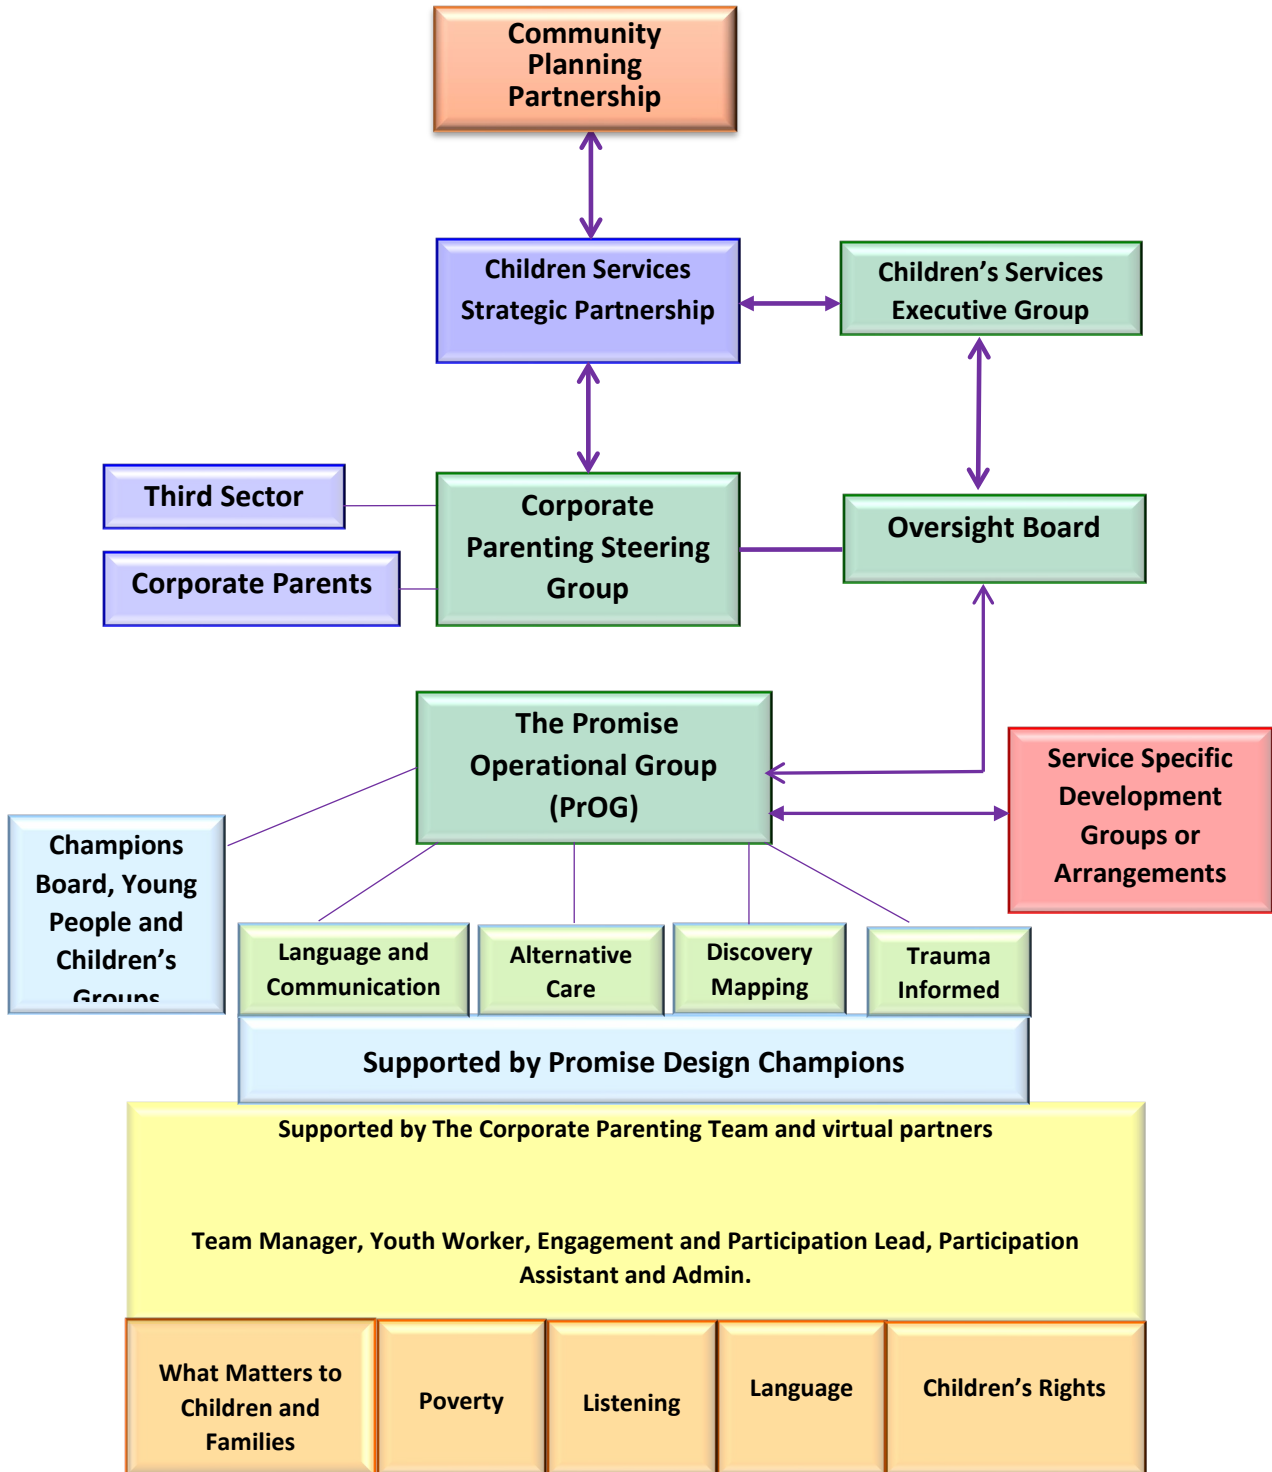 Community
Planning
Partnership
Children Services
Strategic Partnership
Children’s Services
Executive Group
Third Sector
Corporate Parents
Corporate
Parenting Steering
Group
Oversight Board
The Promise
Operational Group
(PrOG)
Service Specific
Development
Groups or
Arrangements
Champions
Board, Young
People and
Children’s
Groups
Language and
Communication
Alternative
Care
Discovery
Mapping
Trauma
Informed
Supported by Promise Design Champions
Supported by The Corporate Parenting Team and virtual partners
Team Manager, Youth Worker, Engagement and Participation Lead, Participation
Assistant and Admin.
What Matters to
Children and
Families
Poverty
Listening
Language
Children’s Rights